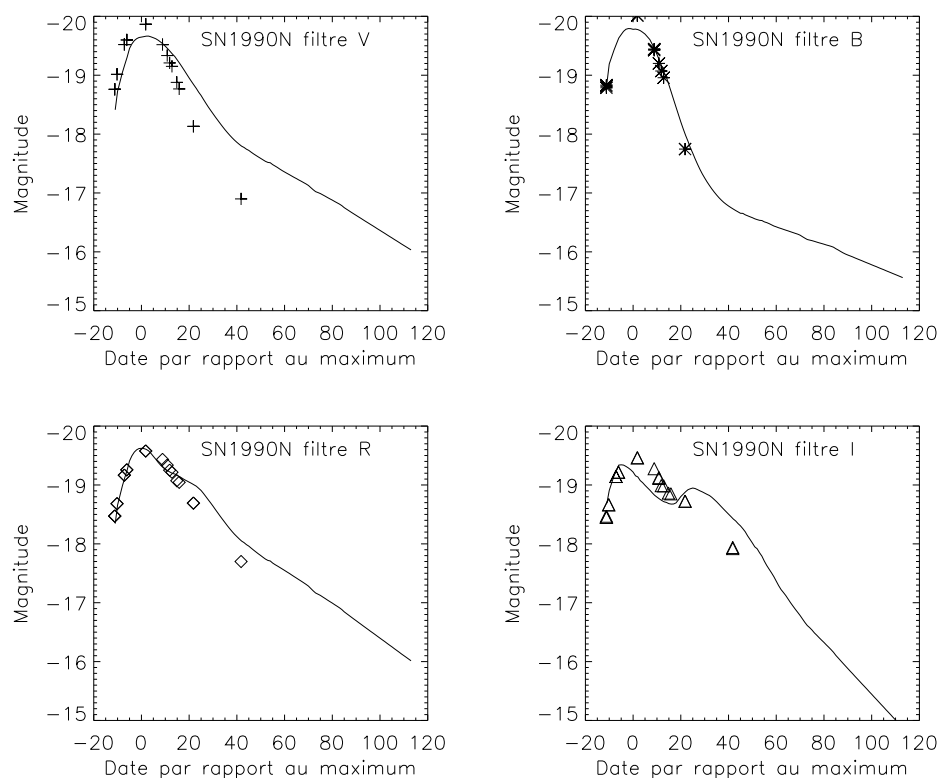 SN1990N filtre V
Magnitude
-20
-19
-18
-17
-16
-15
-20 0 20 40 60 80 100 120
Date par rapport au maximum
SN1990N filtre B
Magnitude
-20
-19
-18
-17
-16
-15
-20 0 20 40 60 80 100 120
Date par rapport au maximum
SN1990N filtre R
Magnitude
-20
-19
-18
-17
-16
-15
-20 0 20 40 60 80 100 120
Date par rapport au maximum
SN1990N filtre I
Magnitude
-20
-19
-18
-17
-16
-15
-20 0 20 40 60 80 100 120
Date par rapport au maximum